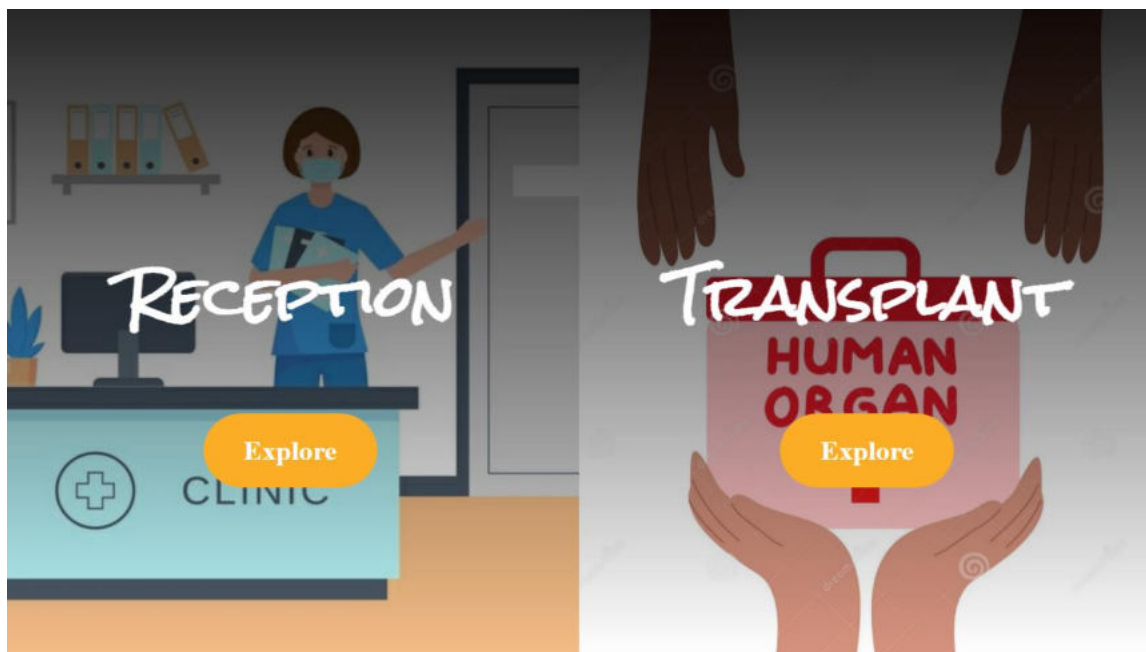 Reception
Explore
CLINIC
Transplant
HUMAN
ORGAN
Explore